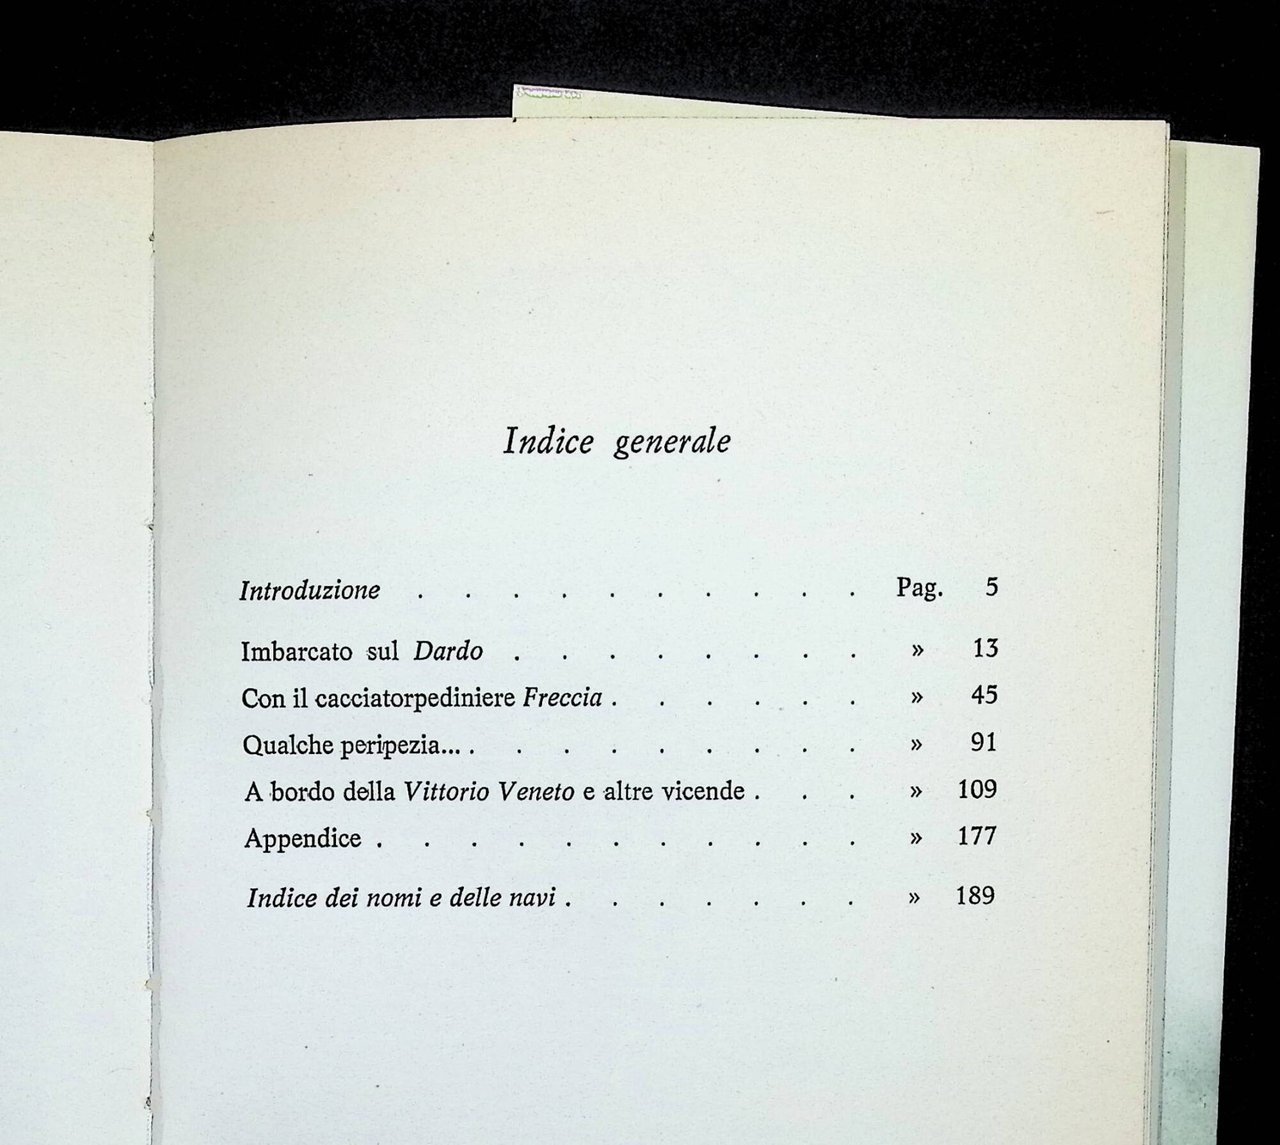 Indice generale
Introduzione . . . . . . . . . . Pag. 5
Imbarcato sul Dardo . . . . . . . . » 13
Con il cacciatorpediniere Freccia . . . . . . » 45
Qualche peripezia... . . . . . . . . . » 91
A bordo della Vittorio Veneto e altre vicende . . . » 109
Appendice . . . . . . . . . . . » 177
Indice dei nomi e delle navi . . . . . . . » 189